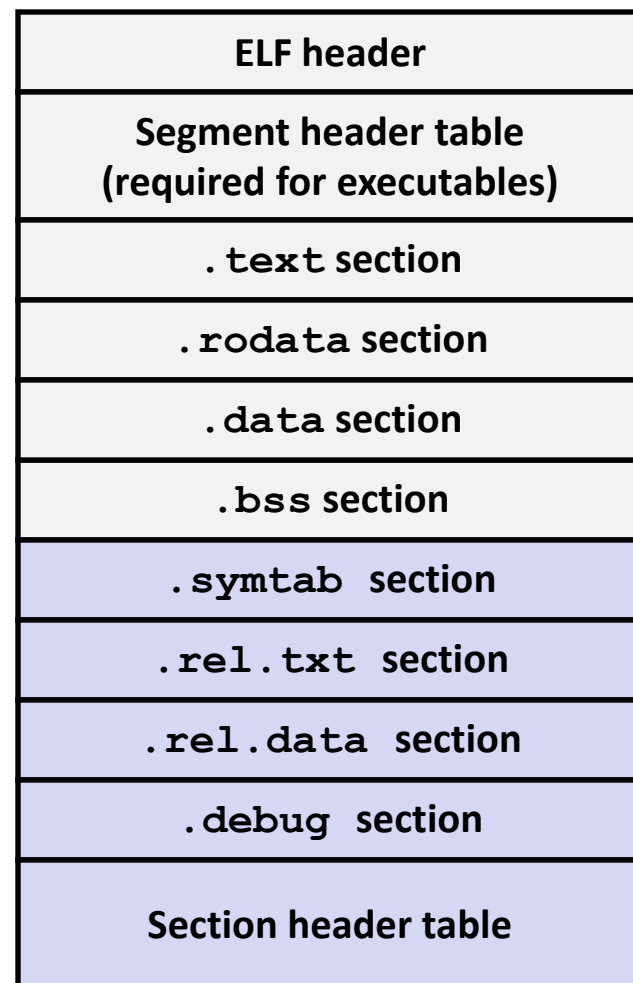 ELF header
Segment header table
(required for executables)
.text section
.rodata section
.data section
.bss section
.symtab section
.rel.txt section
.rel.data section
.debug section
Section header table